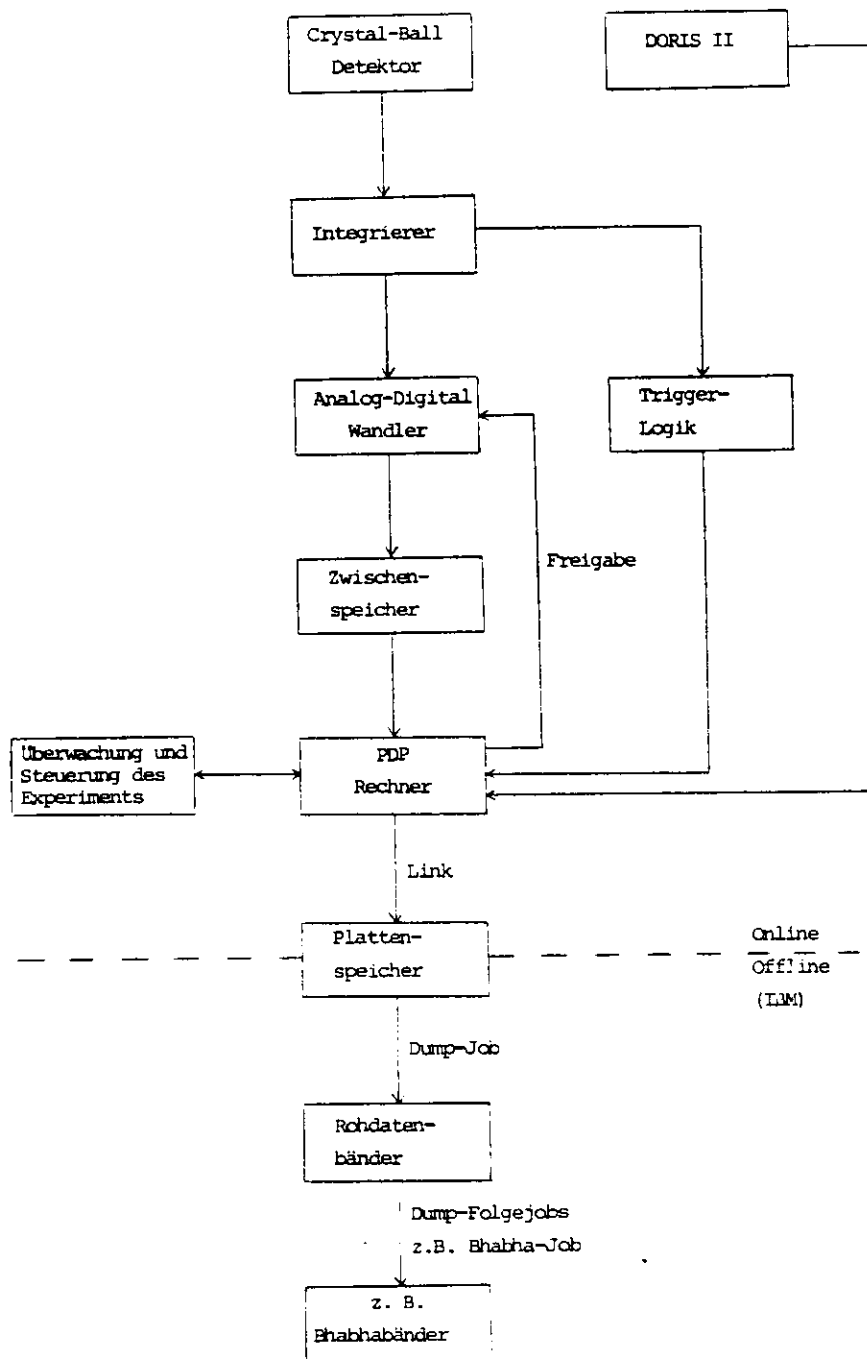 Crystal-Ball
Detektor
DORIS II
Integrierer
Analog-Digital
Wandler
Trigger-
Logik
Freigabe
Zwischen-
speicher
Überwachung und
Steuerung des
Experiments
PDP
Rechner
Link
Platten-
speicher
Online
Offline
(IBM)
Dump-Job
Rohdaten-
bänder
Dump-Folgejobs
z.B. Bhabha-Job
z. B.
Bhabhabänder